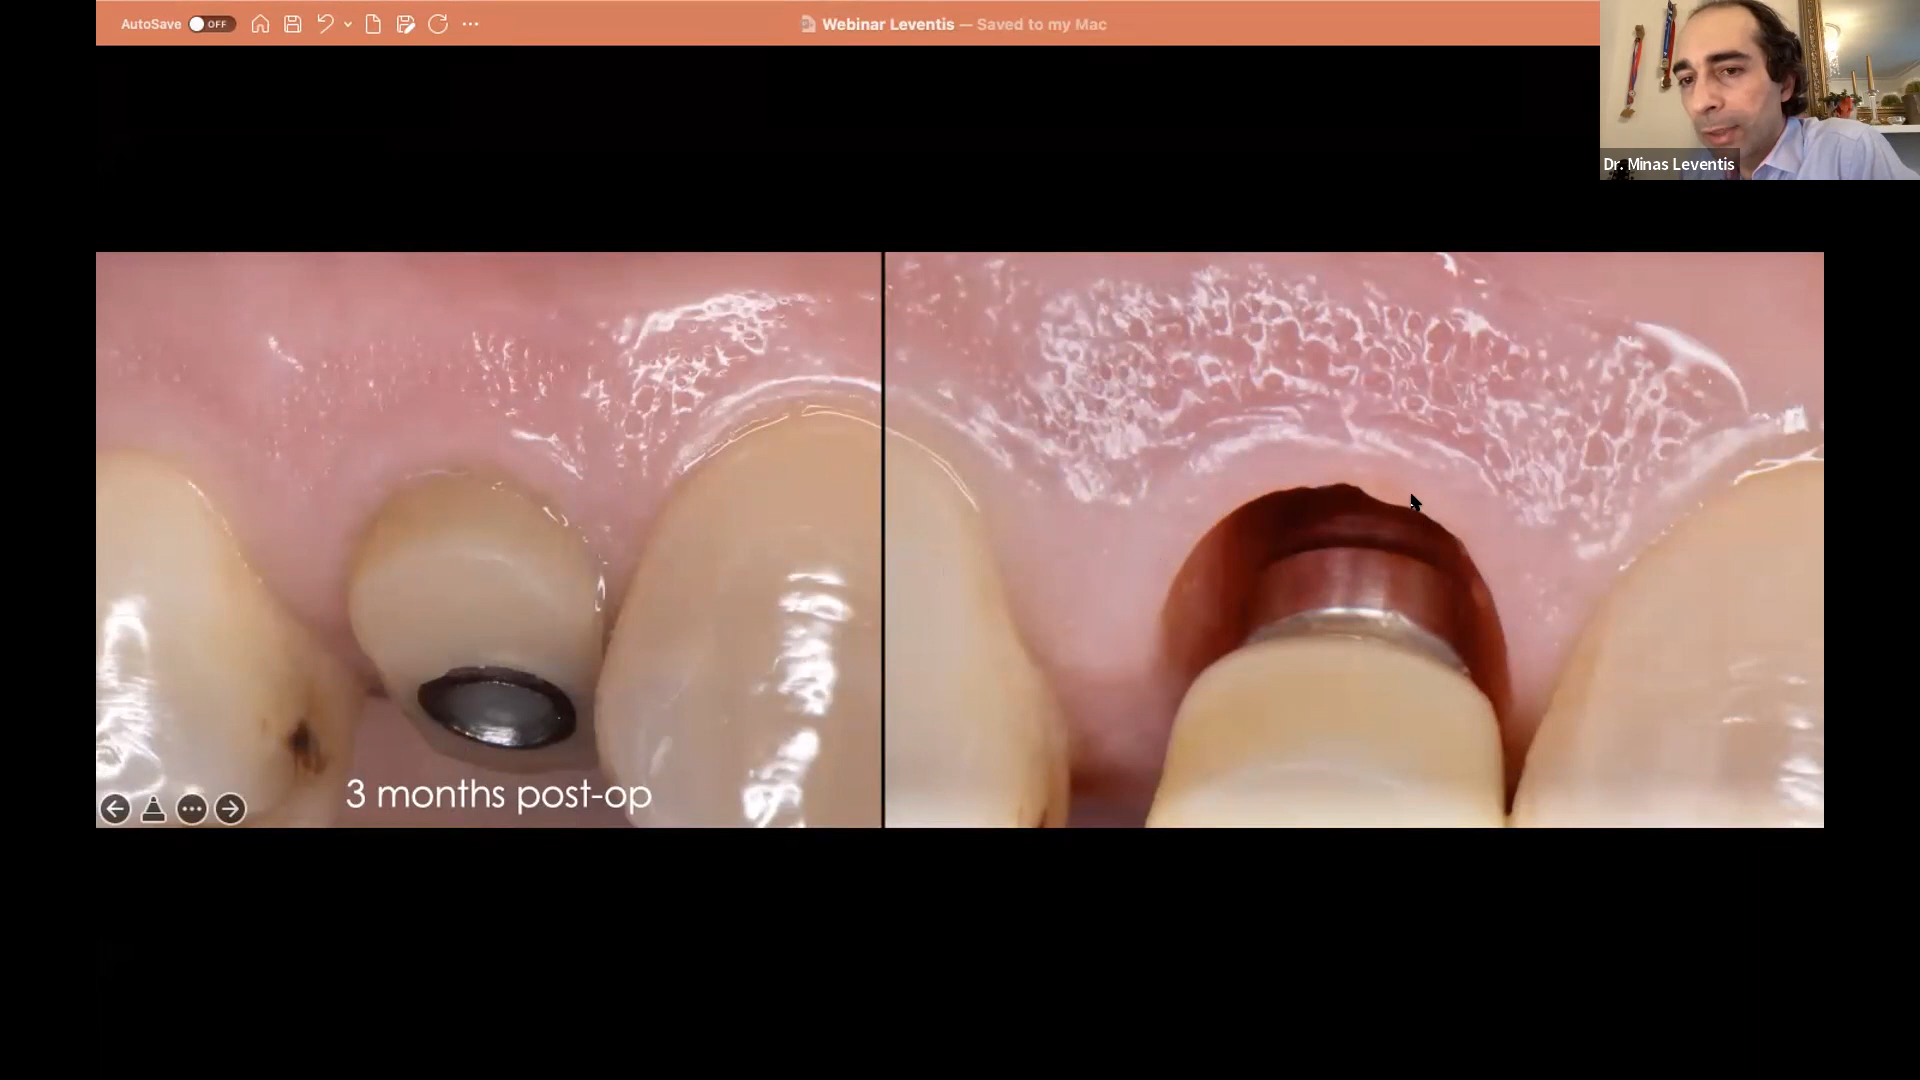 AutoSave OFF
Webinar Leventis — Saved to my Mac
Dr. Minas Leventis
3 months post-op